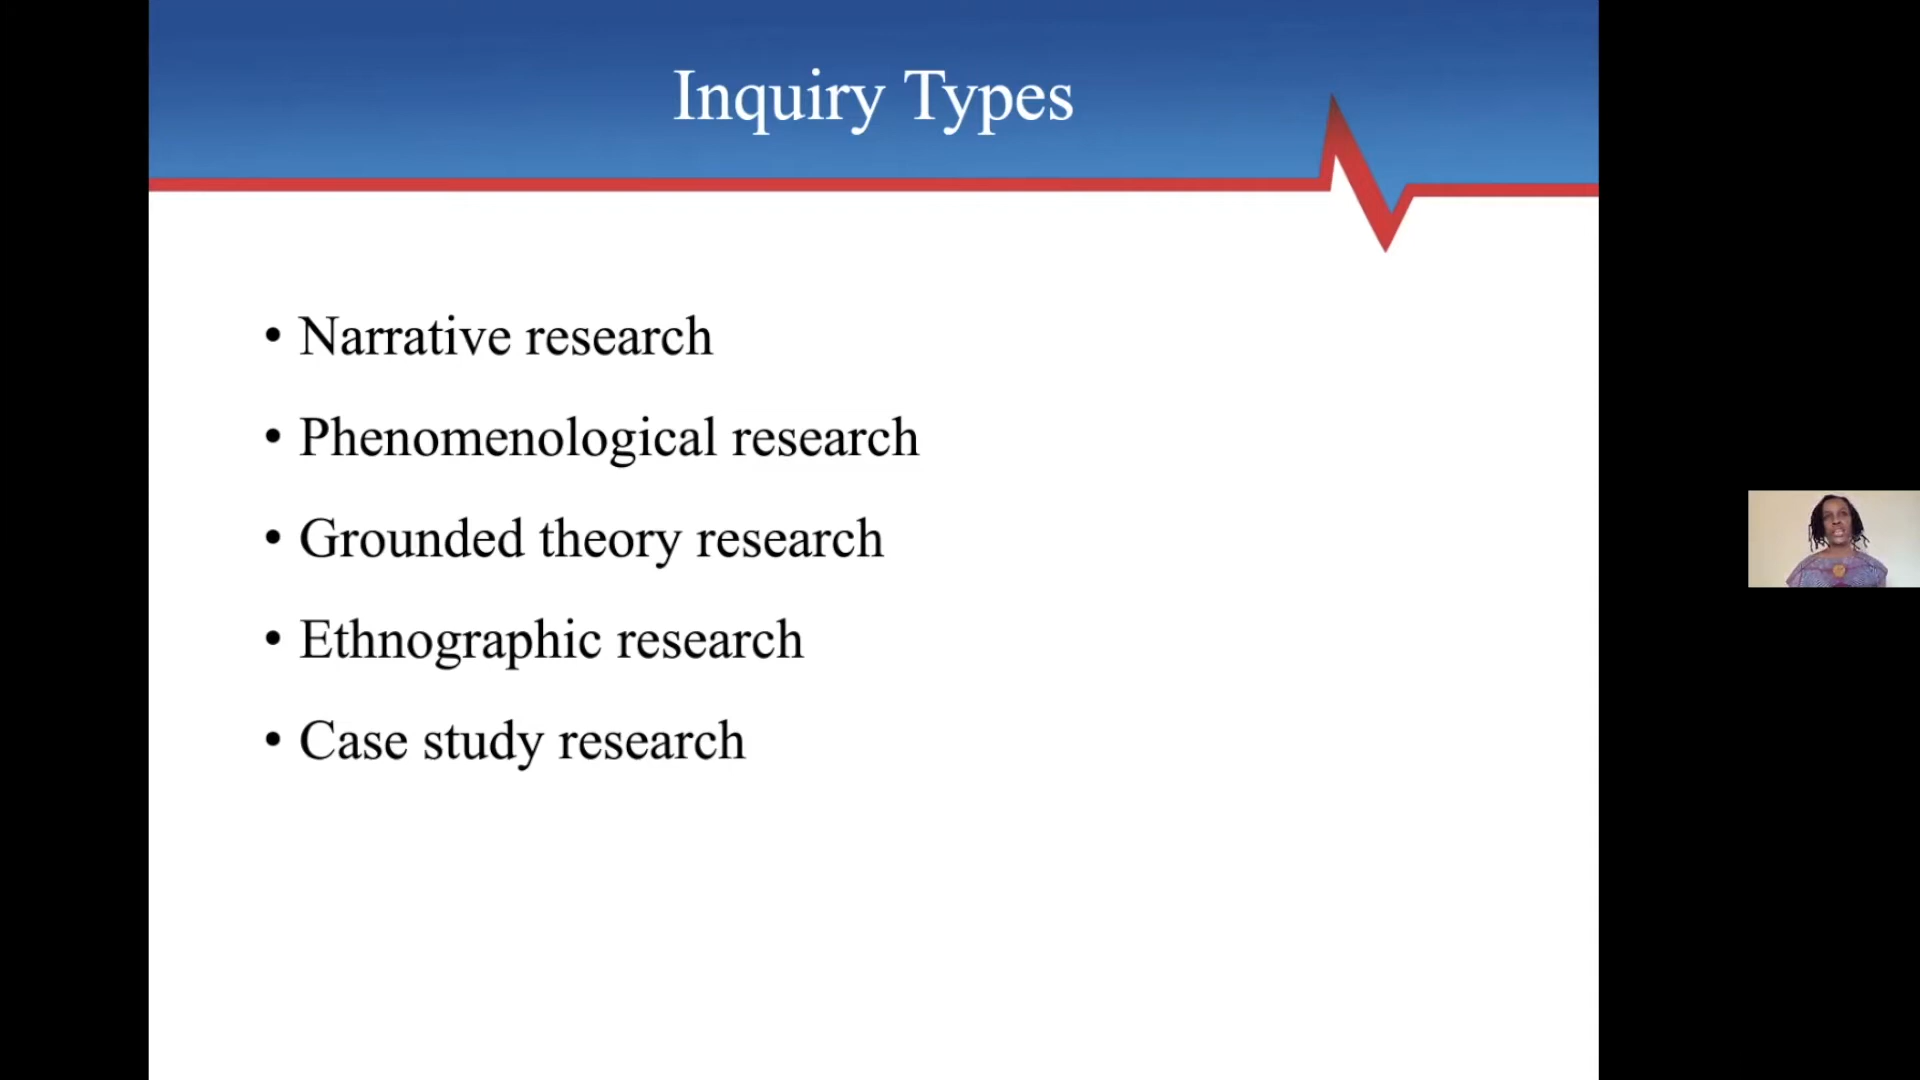 Inquiry Types
• Narrative research
• Phenomenological research
• Grounded theory research
• Ethnographic research
• Case study research